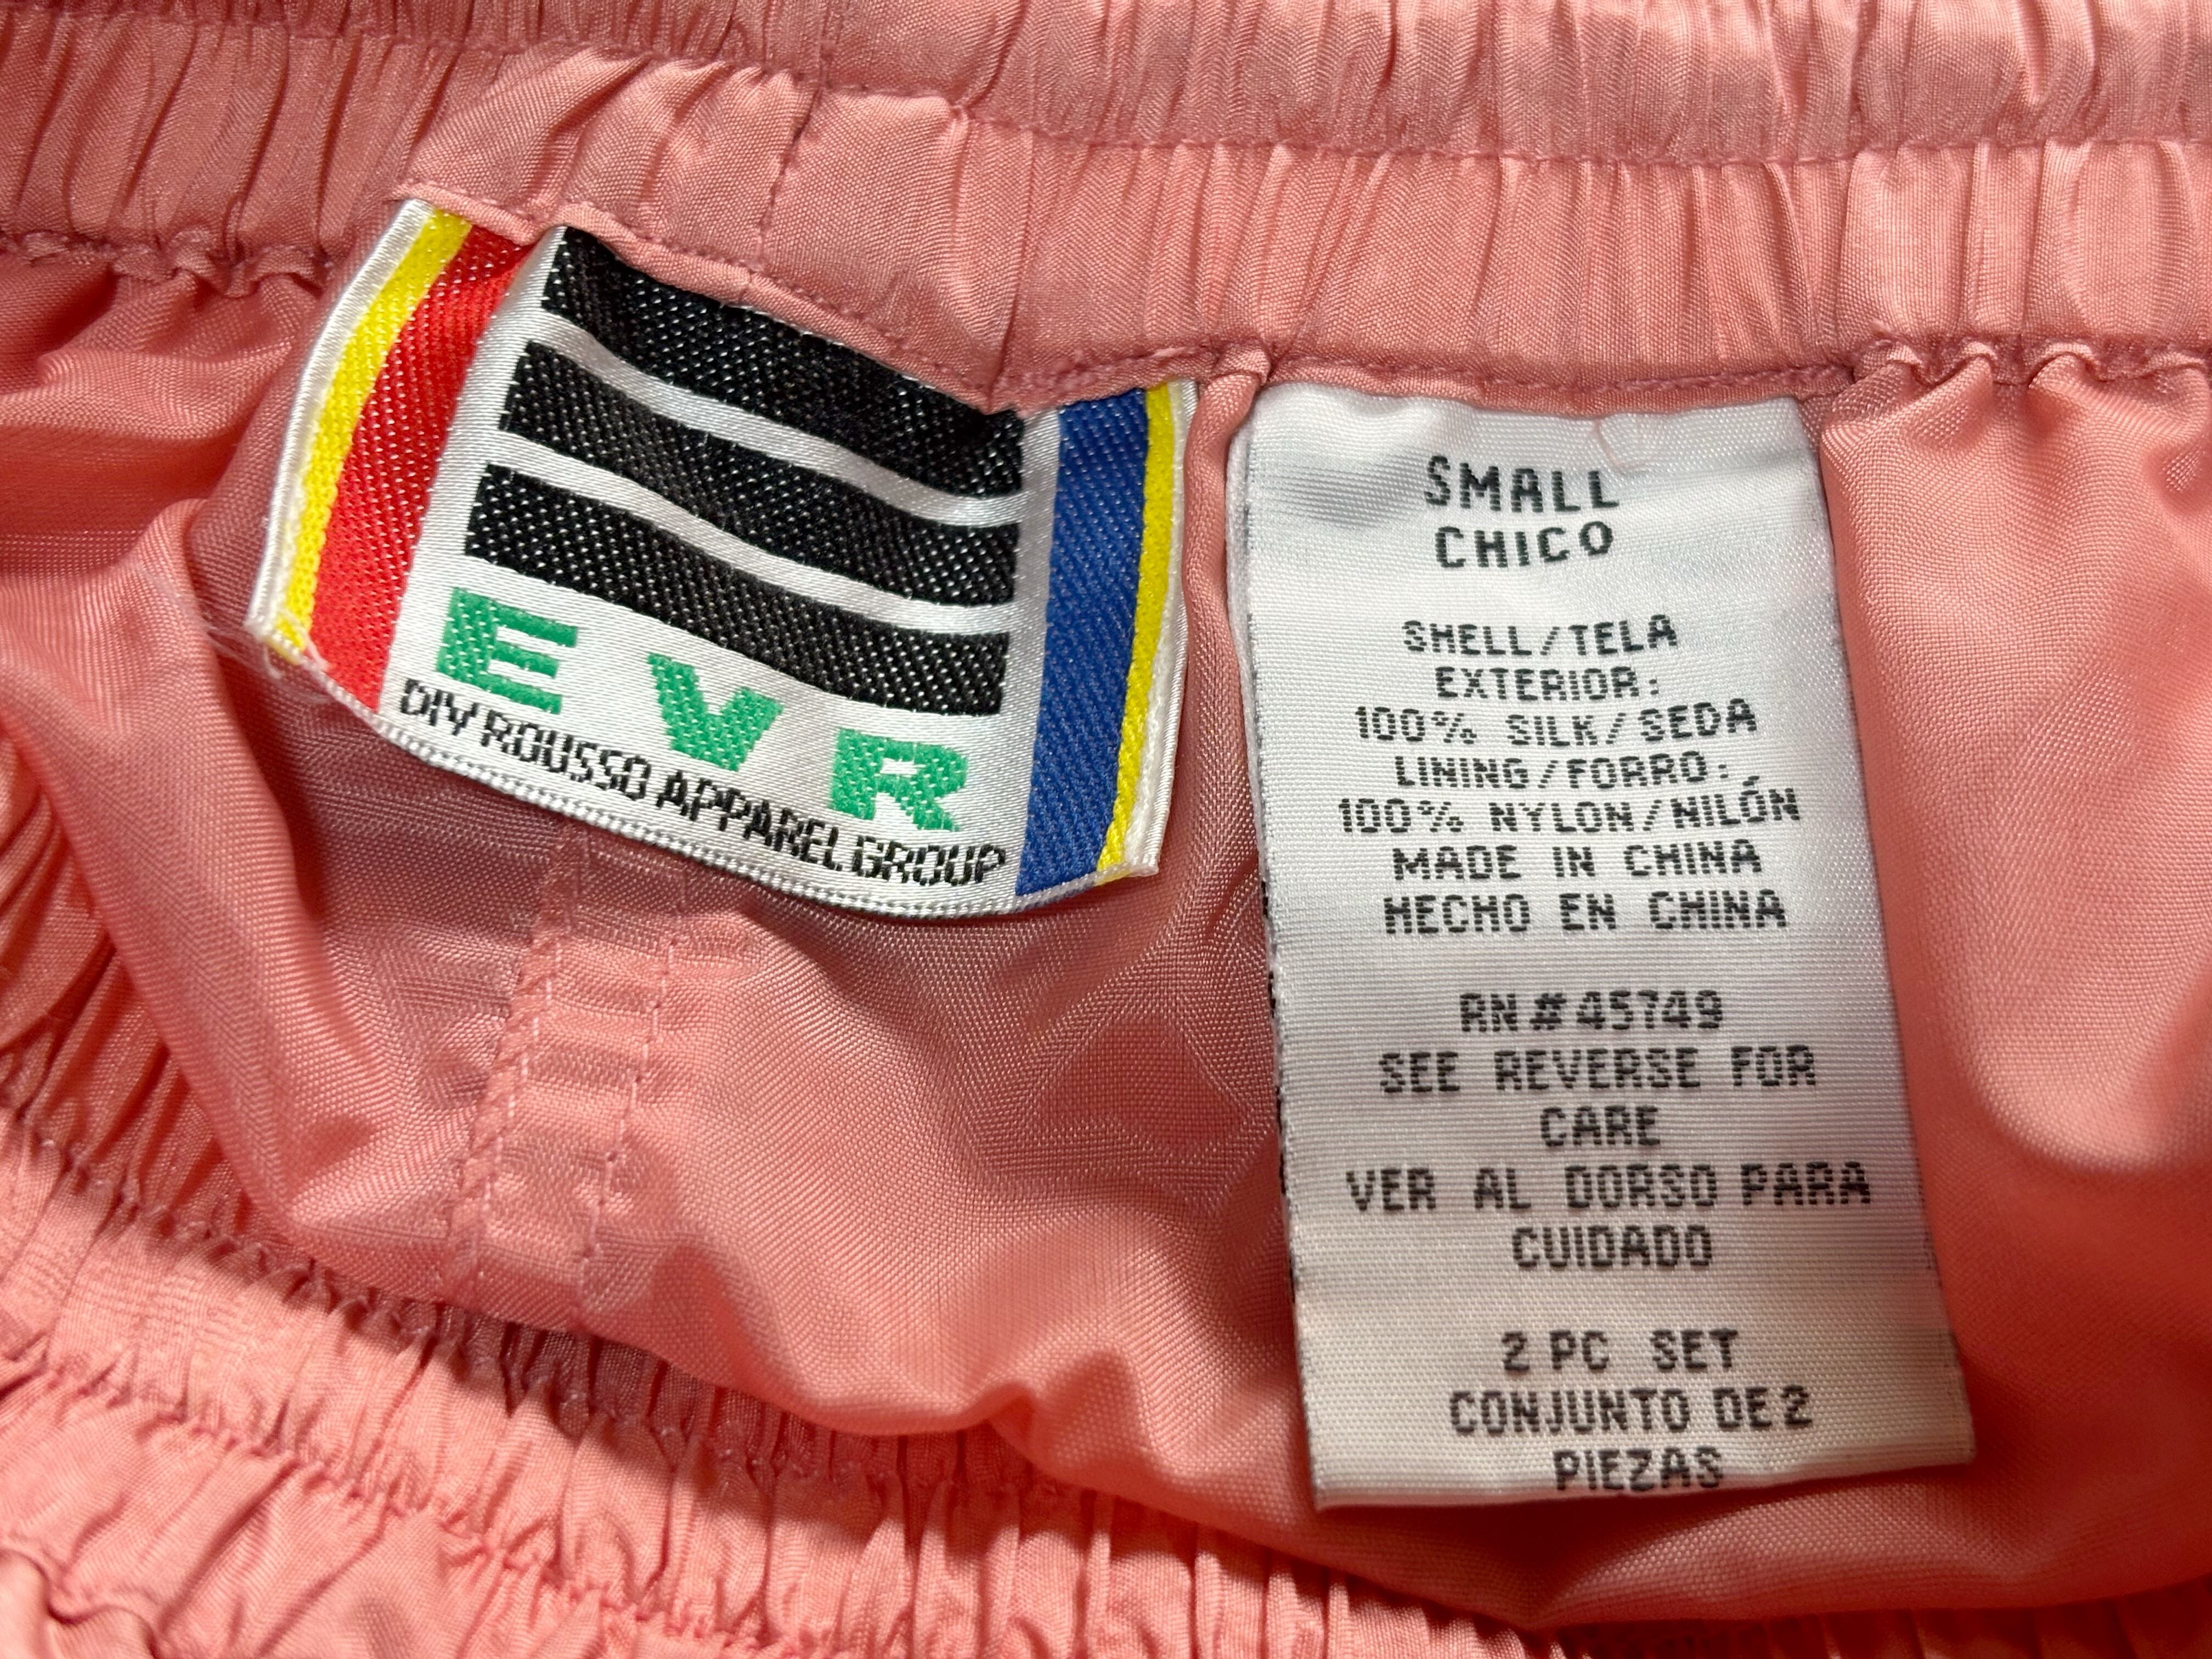 EVR
DIV ROUSSO APPAREL GROUP
SMALL
CHICO
SHELL/TELA
EXTERIOR:
100% SILK/SEDA
LINING/FORRO:
100% NYLON/NILÓN
MADE IN CHINA
HECHO EN CHINA
RN#45749
SEE REVERSE FOR
CARE
VER AL DORSO PARA
CUIDADO
2 PC SET
CONJUNTO DE 2
PIEZAS